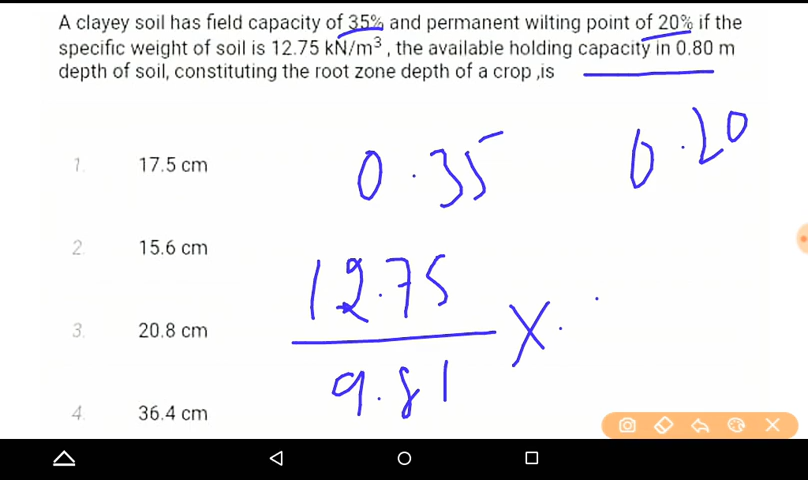 A clayey soil has field capacity of 35% and permanent wilting point of 20% if the
specific weight of soil is 12.75 kN/m³ , the available holding capacity in 0.80 m
depth of soil, constituting the root zone depth of a crop ,is
1. 17.5 cm
0.35
0.20
2. 15.6 cm
12.75
3. 20.8 cm
X.
9.81
4. 36.4 cm